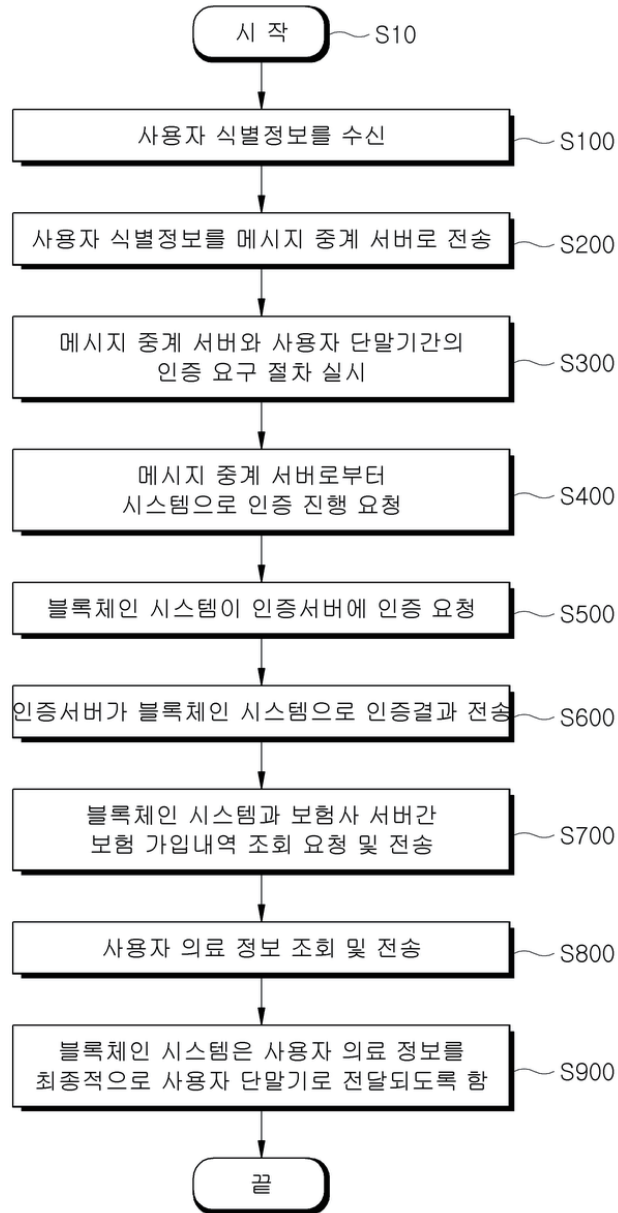 시 작
S10
사용자 식별정보를 수신
S100
사용자 식별정보를 메시지 중계 서버로 전송
S200
메시지 중계 서버와 사용자 단말기간의
인증 요구 절차 실시
S300
메시지 중계 서버로부터
시스템으로 인증 진행 요청
S400
블록체인 시스템이 인증서버에 인증 요청
S500
인증서버가 블록체인 시스템으로 인증결과 전송
S600
블록체인 시스템과 보험사 서버간
보험 가입내역 조회 요청 및 전송
S700
사용자 의료 정보 조회 및 전송
S800
블록체인 시스템은 사용자 의료 정보를
최종적으로 사용자 단말기로 전달되도록 함
S900
끝